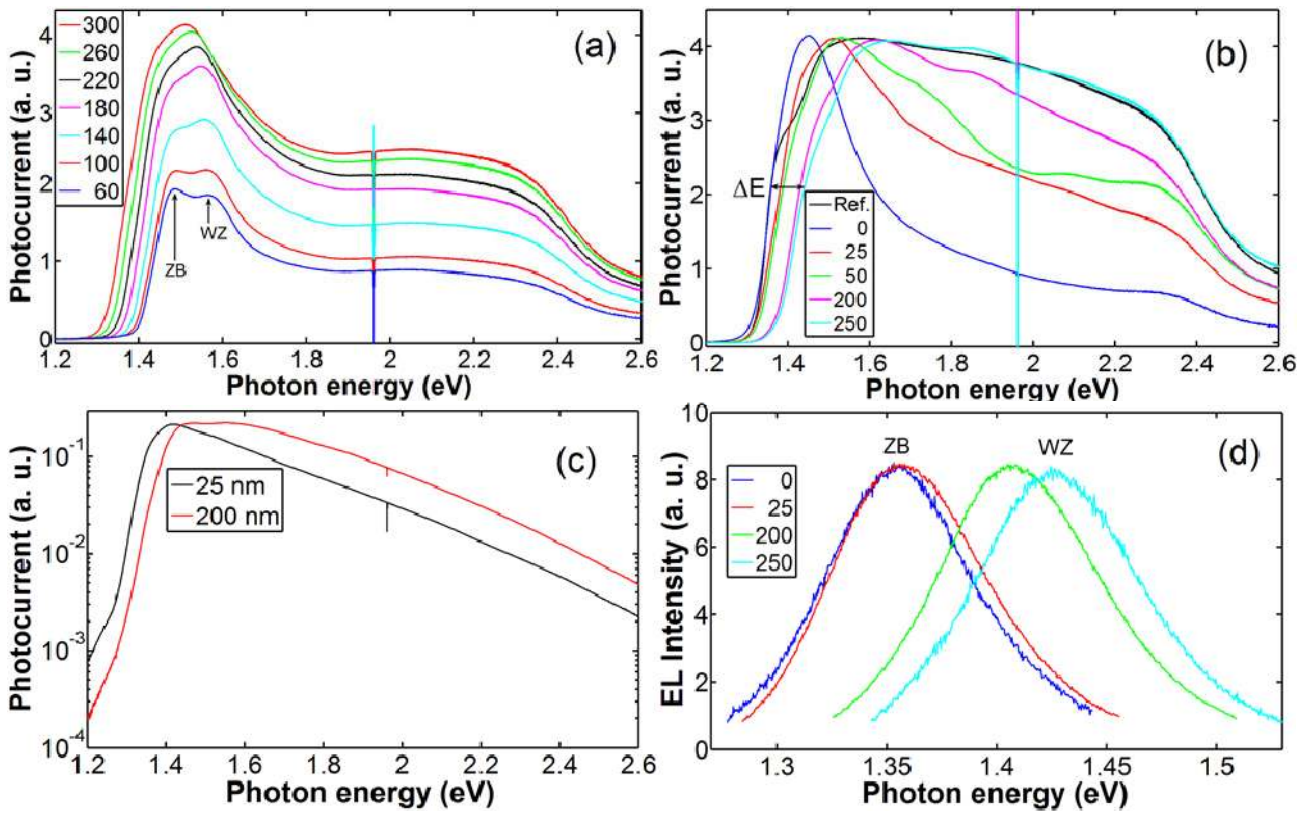 (a)
300
260
220
180
140
100
60
ZB
WZ
4
3
2
1
0
1.2 1.4 1.6 1.8 2 2.2 2.4 2.6
Photon energy (eV)
Photocurrent (a. u.)
(b)
ΔE
Ref.
0
25
50
200
250
4
3
2
1
0
1.2 1.4 1.6 1.8 2 2.2 2.4 2.6
Photon energy (eV)
Photocurrent (a. u.)
(c)
25 nm
200 nm
10⁻¹
10⁻²
10⁻³
10⁻⁴
1.2 1.4 1.6 1.8 2 2.2 2.4 2.6
Photon energy (eV)
Photocurrent (a. u.)
(d)
ZB
WZ
0
25
200
250
10
8
6
4
2
0
1.3 1.35 1.4 1.45 1.5
Photon energy (eV)
EL Intensity (a. u.)